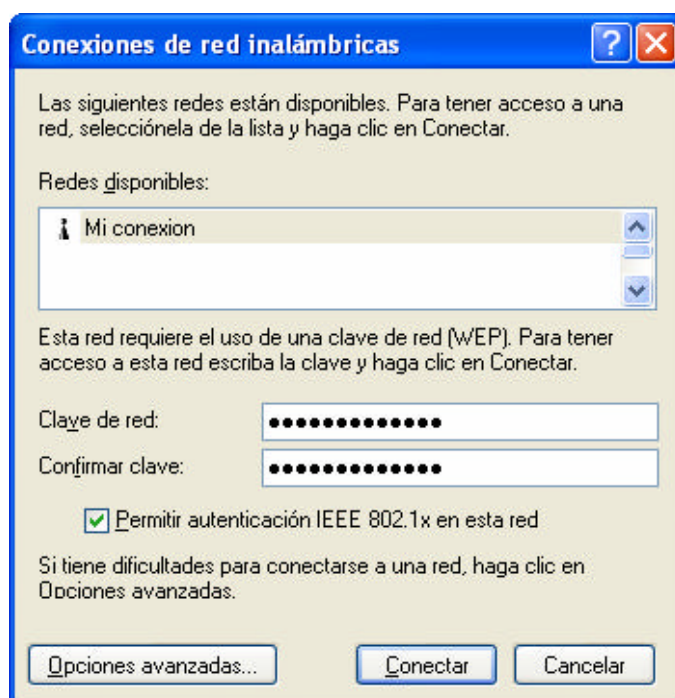 Conexiones de red inalámbricas
Las siguientes redes están disponibles. Para tener acceso a una
red, selecciónela de la lista y haga clic en Conectar.
Redes disponibles:
Mi conexion
Esta red requiere el uso de una clave de red (WEP). Para tener
acceso a esta red escriba la clave y haga clic en Conectar.
Clave de red: •••••••••••••
Confirmar clave: •••••••••••••
Permitir autenticación IEEE 802.1x en esta red
Si tiene dificultades para conectarse a una red, haga clic en
Opciones avanzadas.
Opciones avanzadas... Conectar Cancelar